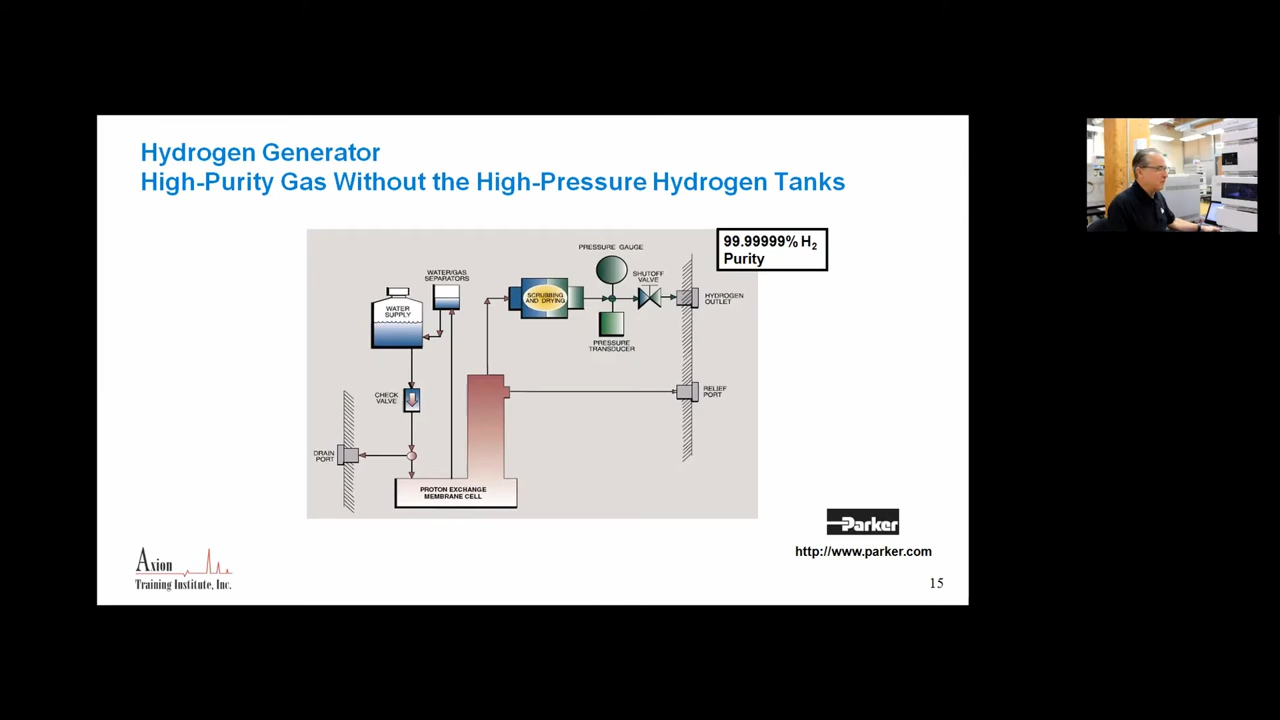 Hydrogen Generator
High-Purity Gas Without the High-Pressure Hydrogen Tanks
99.99999% H2
Purity
PRESSURE GAUGE
WATER/GAS
SEPARATORS
SHUTOFF
VALVE
SCRUBBING
AND DRYING
HYDROGEN
OUTLET
WATER
SUPPLY
PRESSURE
TRANSDUCER
CHECK
VALVE
RELIEF
PORT
DRAIN
PORT
PROTON EXCHANGE
MEMBRANE CELL
Parker
http://www.parker.com
Axion
Training Institute, Inc.
15